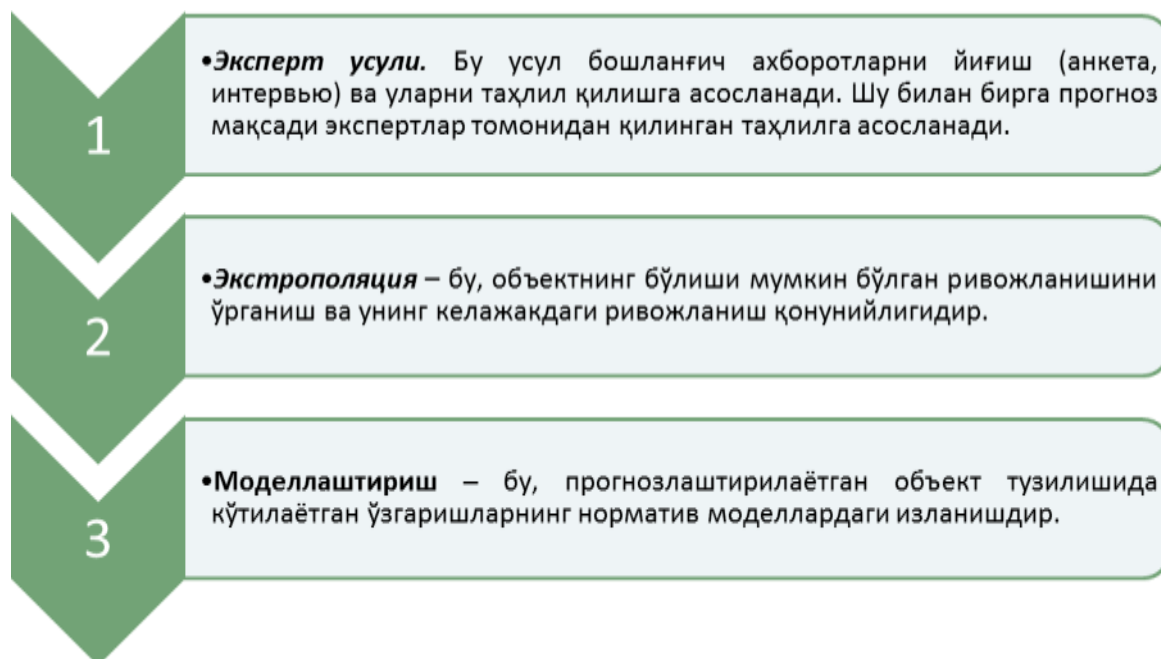 1
•Эксперт усули. Бу усул бошланғич ахборотларни йиғиш (анкета,
интервью) ва уларни таҳлил қилишга асосланади. Шу билан бирга прогноз
мақсади экспертлар томонидан қилинган таҳлилга асосланади.
2
•Экстрополяция – бу, объектнинг бўлиши мумкин бўлган ривожланишини
ўрганиш ва унинг келажакдаги ривожланиш қонунийлигидир.
3
•Моделлаштириш – бу, прогнозлаштирилаётган объект тузилишида
кўтилаётган ўзгаришларнинг норматив моделлардаги изланишдир.